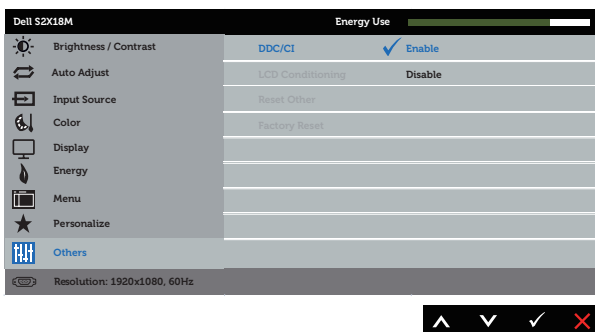 Dell S2X18M Energy Use
Brightness / Contrast DDC/CI Enable
Auto Adjust LCD Conditioning Disable
Input Source Reset Other
Color Factory Reset
Display
Energy
Menu
Personalize
Others
Resolution: 1920x1080, 60Hz